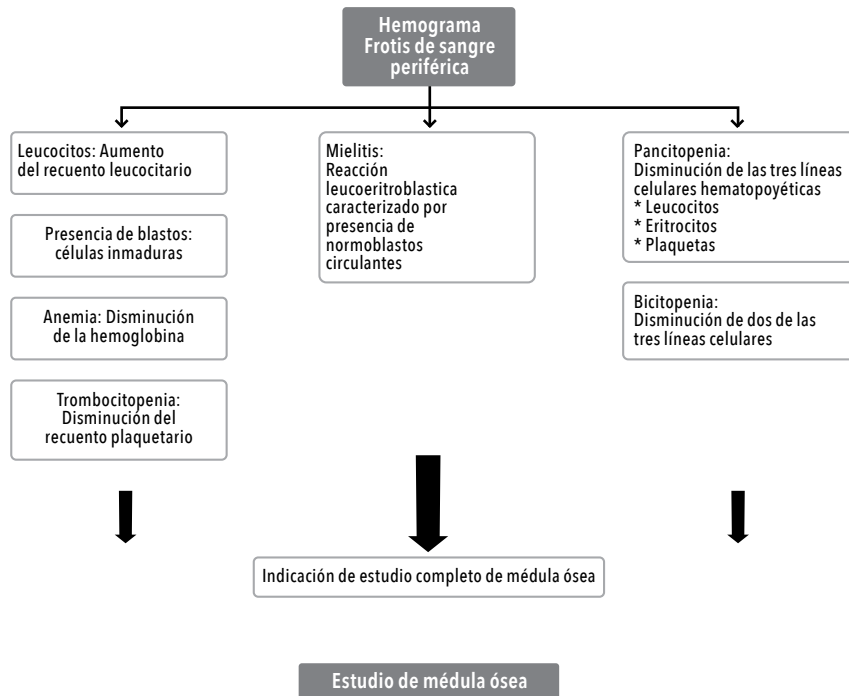 Hemograma
Frotis de sangre
periférica
Leucocitos: Aumento
del recuento leucocitario
Presencia de blastos:
células inmaduras
Anemia: Disminución
de la hemoglobina
Trombocitopenia:
Disminución del
recuento plaquetario
Mielitis:
Reacción
leucoeritroblastica
caracterizado por
presencia de
normoblastos
circulantes
Pancitopenia:
Disminución de las tres líneas
celulares hematopoyéticas
* Leucocitos
* Eritrocitos
* Plaquetas
Bicitopenia:
Disminución de dos de las
tres líneas celulares
Indicación de estudio completo de médula ósea
Estudio de médula ósea